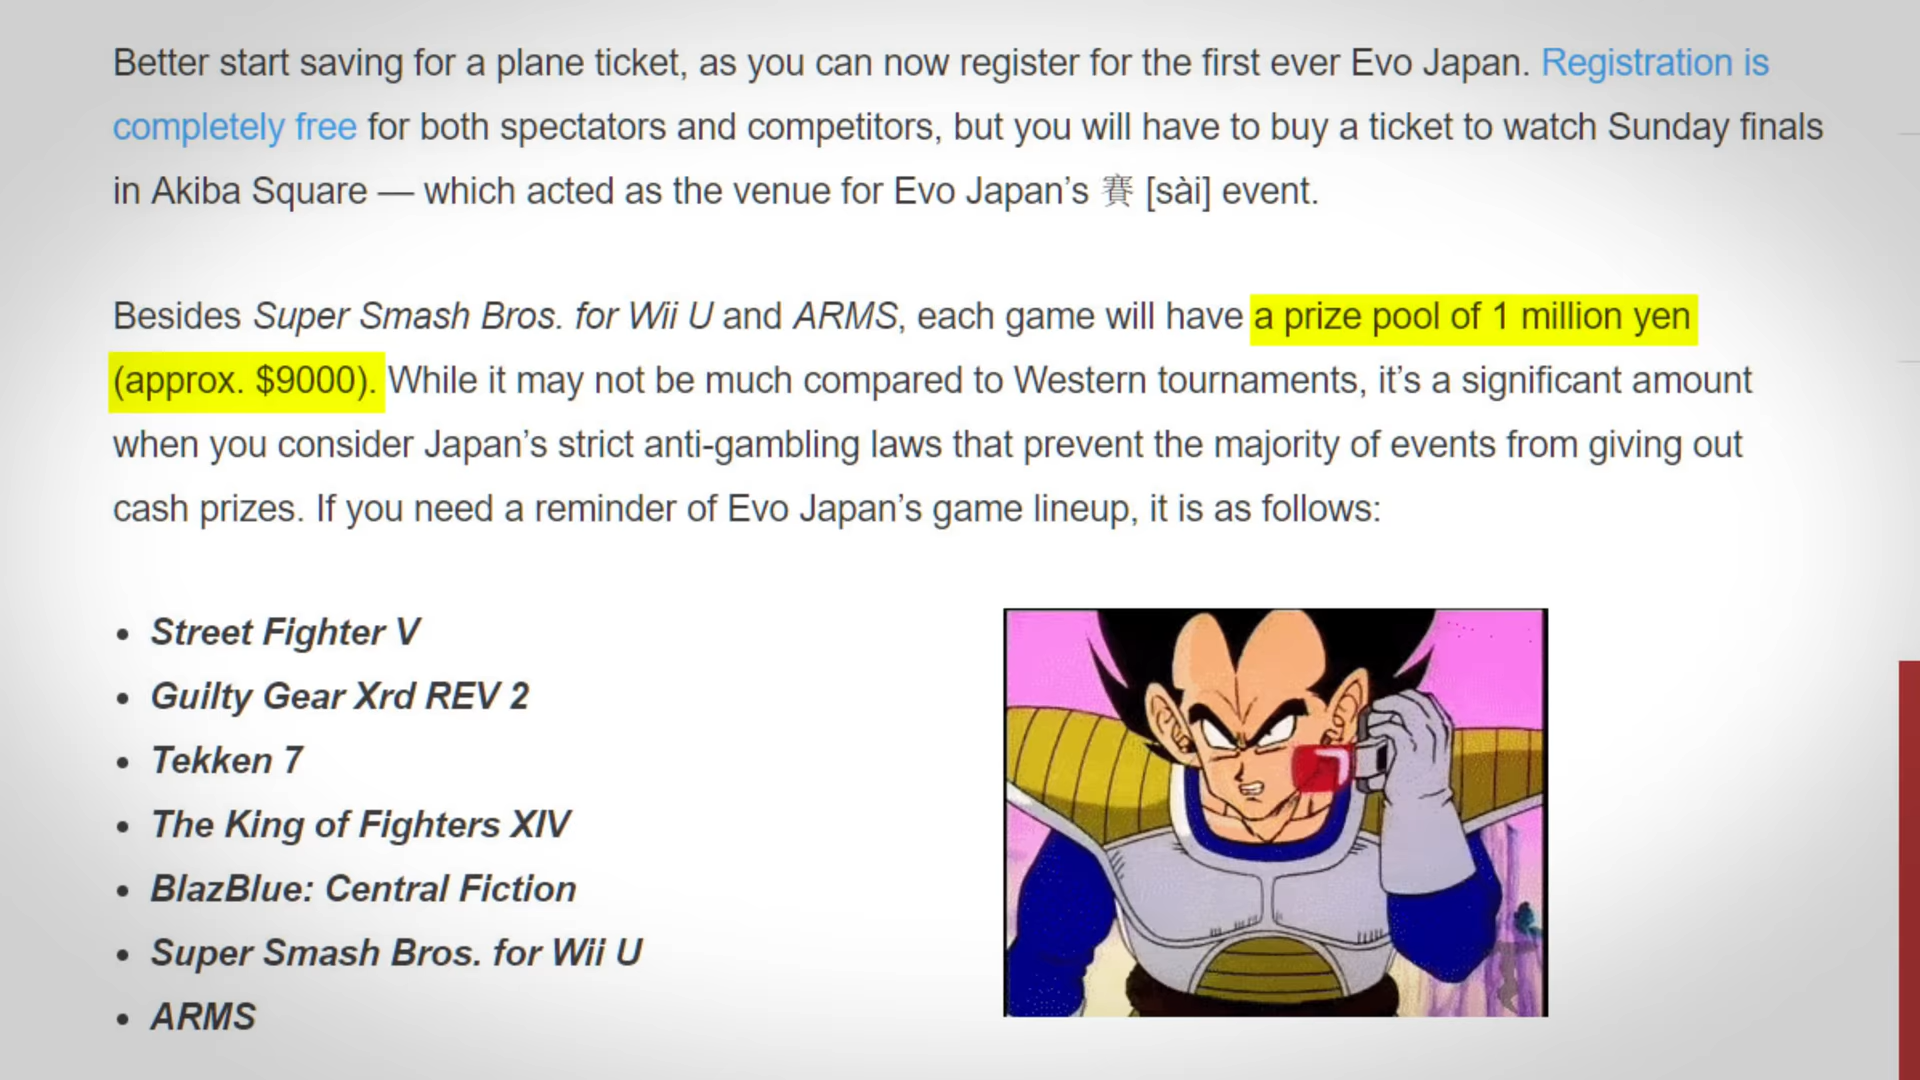 Better start saving for a plane ticket, as you can now register for the first ever Evo Japan. Registration is
completely free for both spectators and competitors, but you will have to buy a ticket to watch Sunday finals
in Akiba Square — which acted as the venue for Evo Japan’s 賽 [sài] event.
Besides Super Smash Bros. for Wii U and ARMS, each game will have a prize pool of 1 million yen
(approx. $9000). While it may not be much compared to Western tournaments, it’s a significant amount
when you consider Japan’s strict anti-gambling laws that prevent the majority of events from giving out
cash prizes. If you need a reminder of Evo Japan’s game lineup, it is as follows:
• Street Fighter V
• Guilty Gear Xrd REV 2
• Tekken 7
• The King of Fighters XIV
• BlazBlue: Central Fiction
• Super Smash Bros. for Wii U
• ARMS